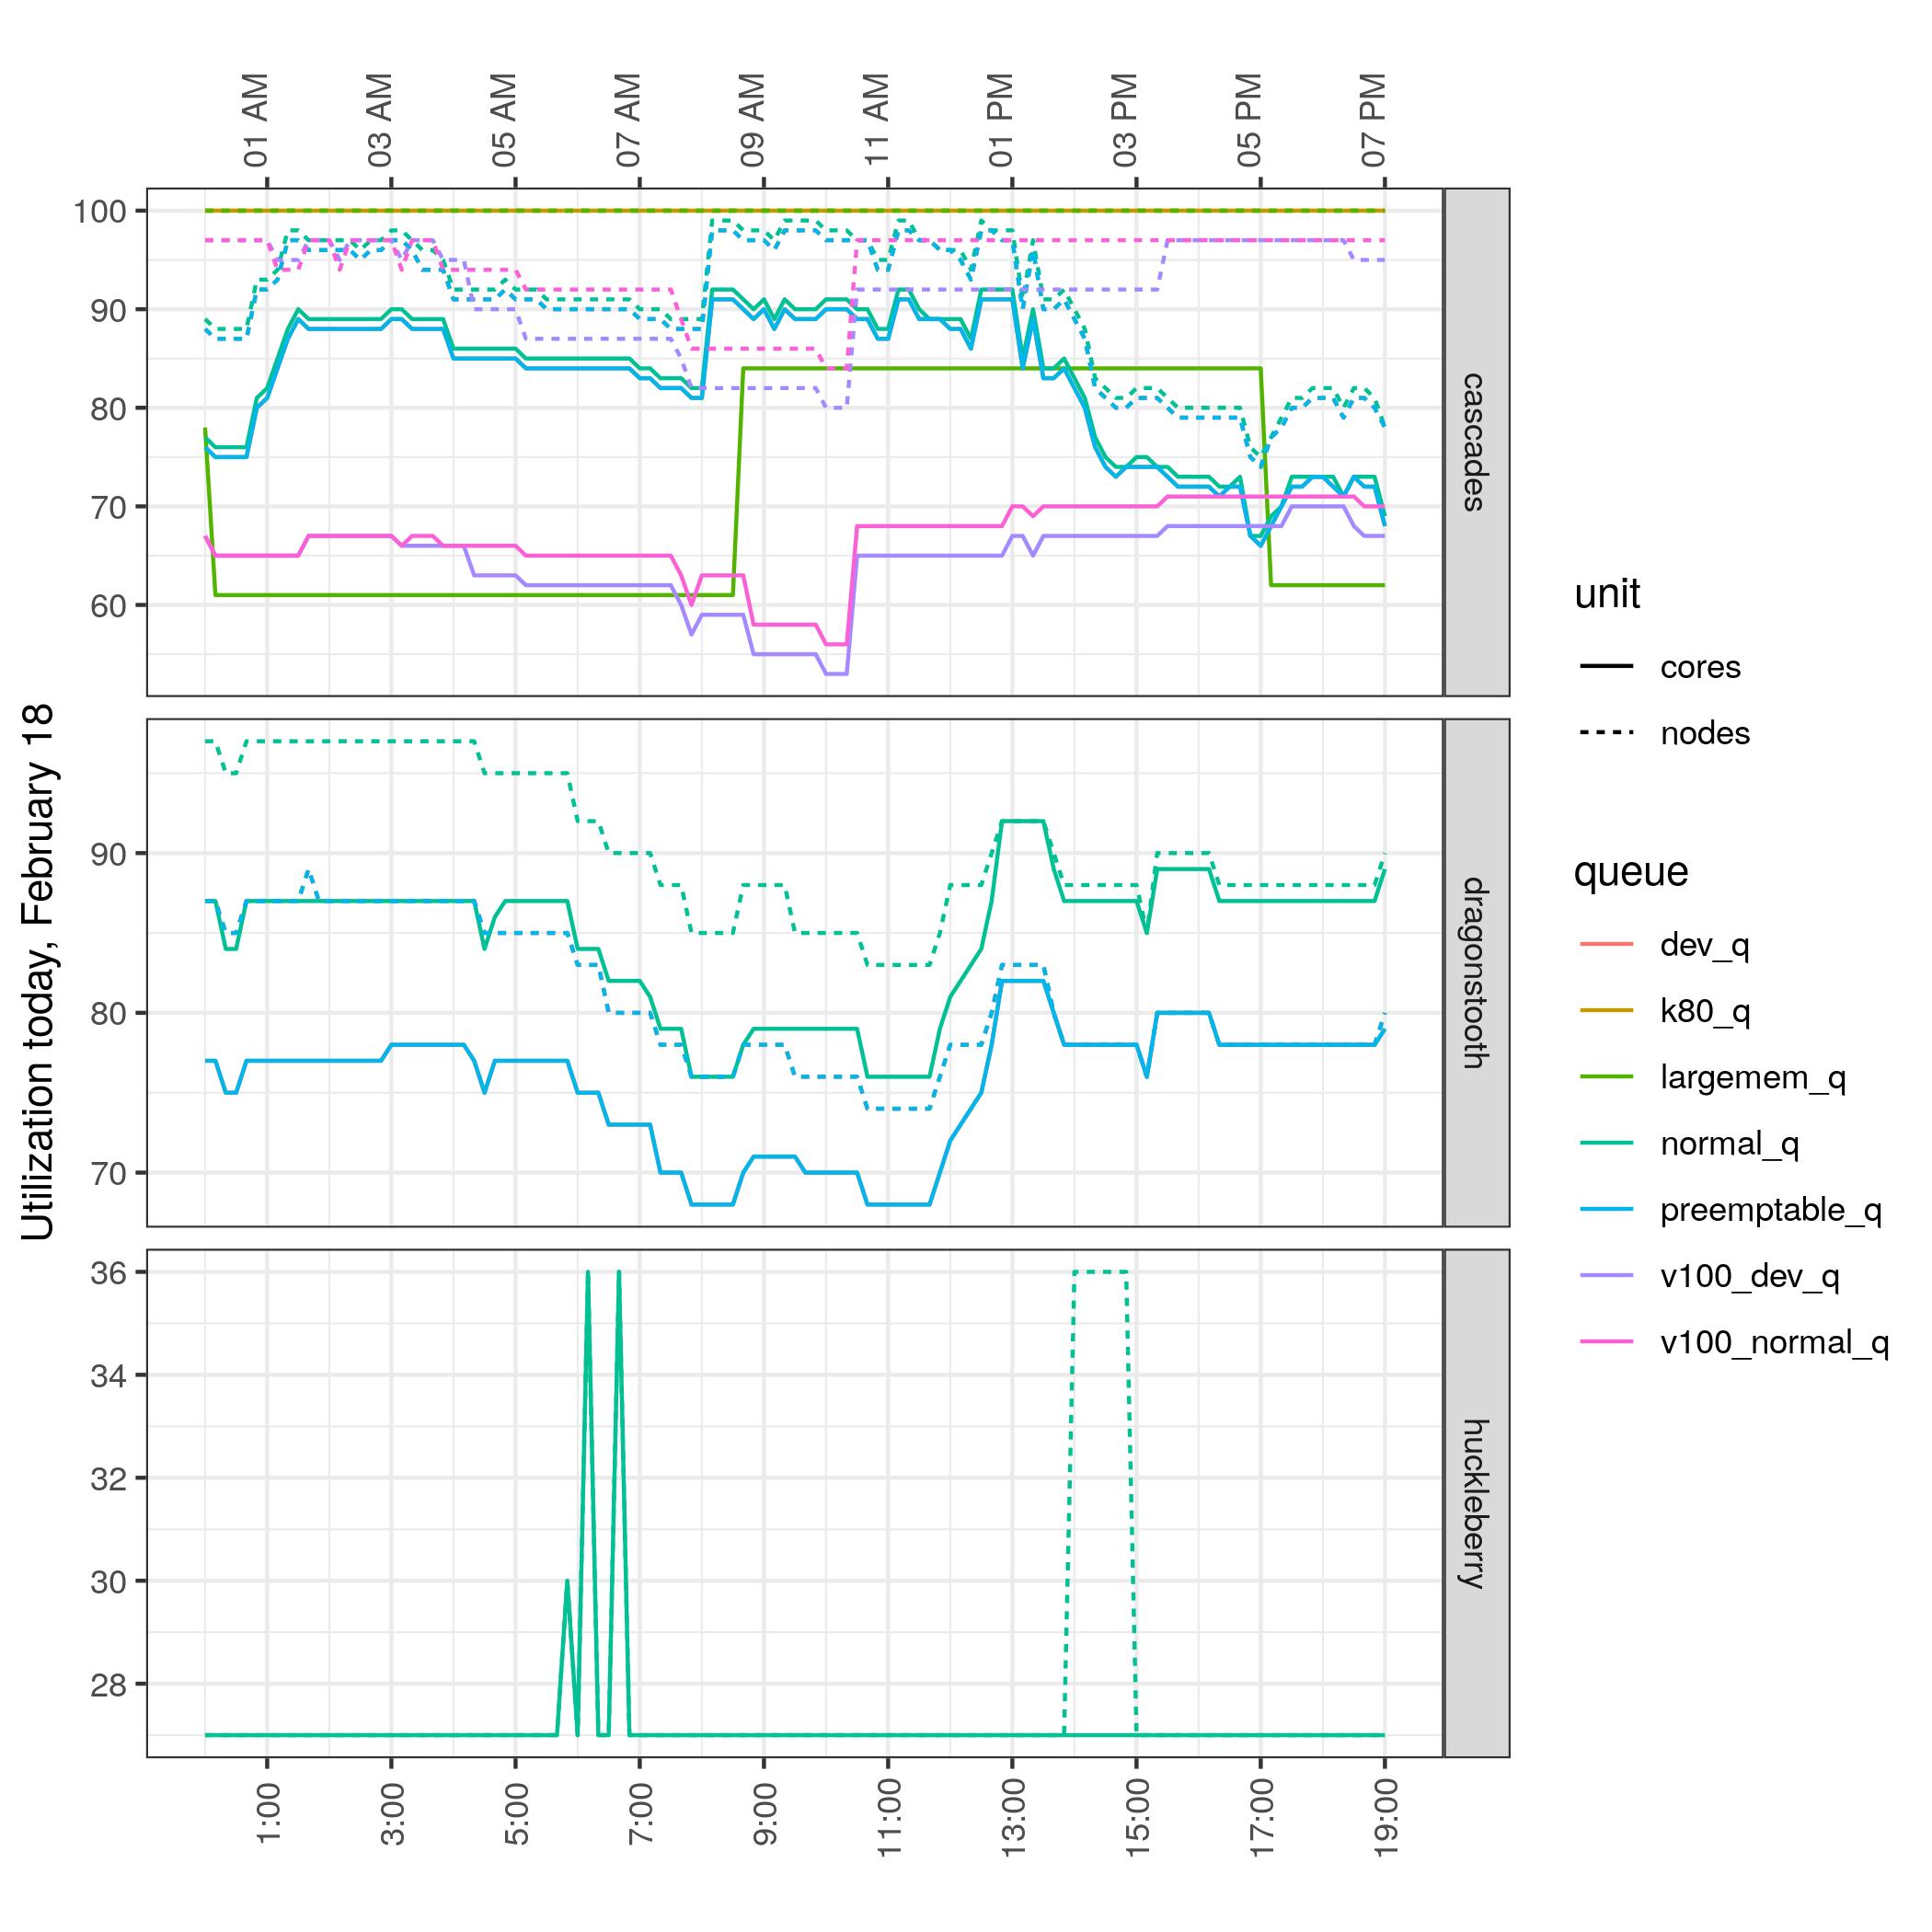 01 AM
03 AM
05 AM
07 AM
09 AM
11 AM
01 PM
03 PM
05 PM
07 PM
Utilization today, February 18
100
90
80
70
60
cascades
90
80
70
dragonstooth
36
34
32
30
28
huckleberry
1:00
3:00
5:00
7:00
9:00
11:00
13:00
15:00
17:00
19:00
unit
cores
nodes
queue
dev_q
k80_q
largemem_q
normal_q
preemptable_q
v100_dev_q
v100_normal_q